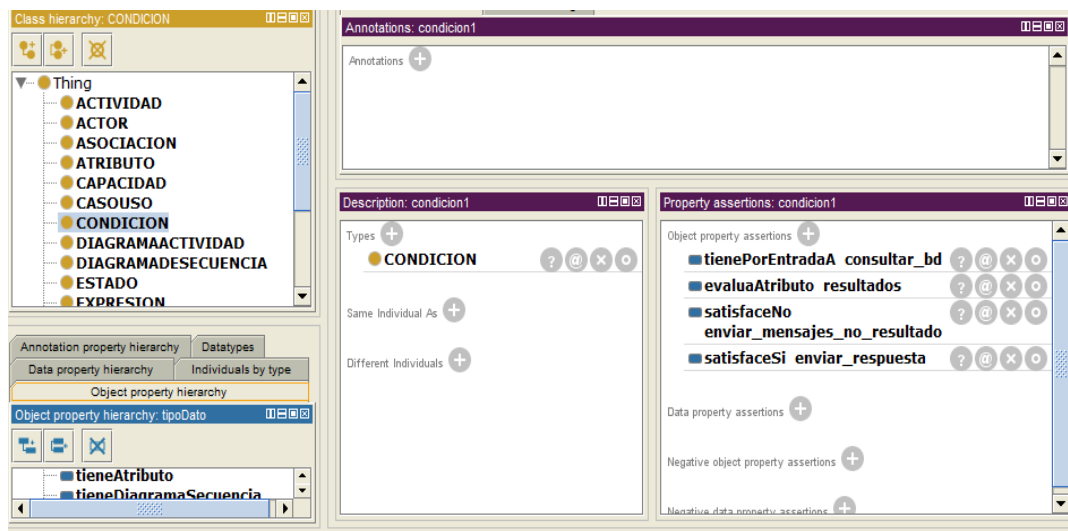 Class hierarchy: CONDICION
Thing
ACTIVIDAD
ACTOR
ASOCIACION
ATRIBUTO
CAPACIDAD
CASOUSO
CONDICION
DIAGRAMAACTIVIDAD
DIAGRAMADESECUENCIA
ESTADO
EXPRESION
Annotation property hierarchy
Datatypes
Data property hierarchy
Individuals by type
Object property hierarchy
Object property hierarchy: tipoDato
tieneAtributo
tieneDiagramaSecuencia
Annotations: condicion1
Annotations
Description: condicion1
Types
CONDICION
Same Individual As
Different Individuals
Property assertions: condicion1
Object property assertions
tienePorEntradaA consultar_bd
evaluaAtributo resultados
satisfaceNo
enviar_mensajes_no_resultado
satisfaceSi enviar_respuesta
Data property assertions
Negative object property assertions
Negative data property assertions